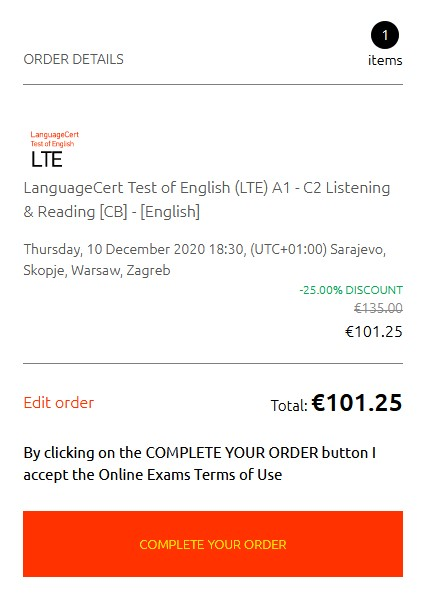 1
ORDER DETAILS
items
LanguageCert
Test of English
LTE
LanguageCert Test of English (LTE) A1 - C2 Listening
& Reading [CB] - [English]
Thursday, 10 December 2020 18:30, (UTC+01:00) Sarajevo,
Skopje, Warsaw, Zagreb
-25.00% DISCOUNT
€135.00
€101.25
Edit order
Total: €101.25
By clicking on the COMPLETE YOUR ORDER button I
accept the Online Exams Terms of Use
COMPLETE YOUR ORDER